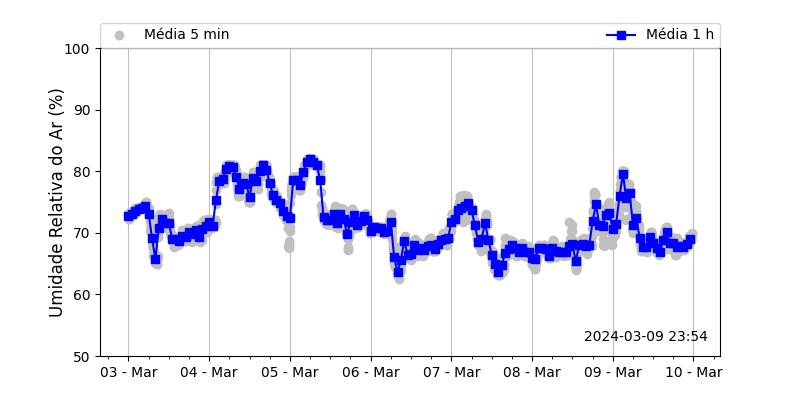 Média 5 min
Média 1 h
Umidade Relativa do Ar (%)
100
90
80
70
60
50
2024-03-09 23:54
03 - Mar
04 - Mar
05 - Mar
06 - Mar
07 - Mar
08 - Mar
09 - Mar
10 - Mar